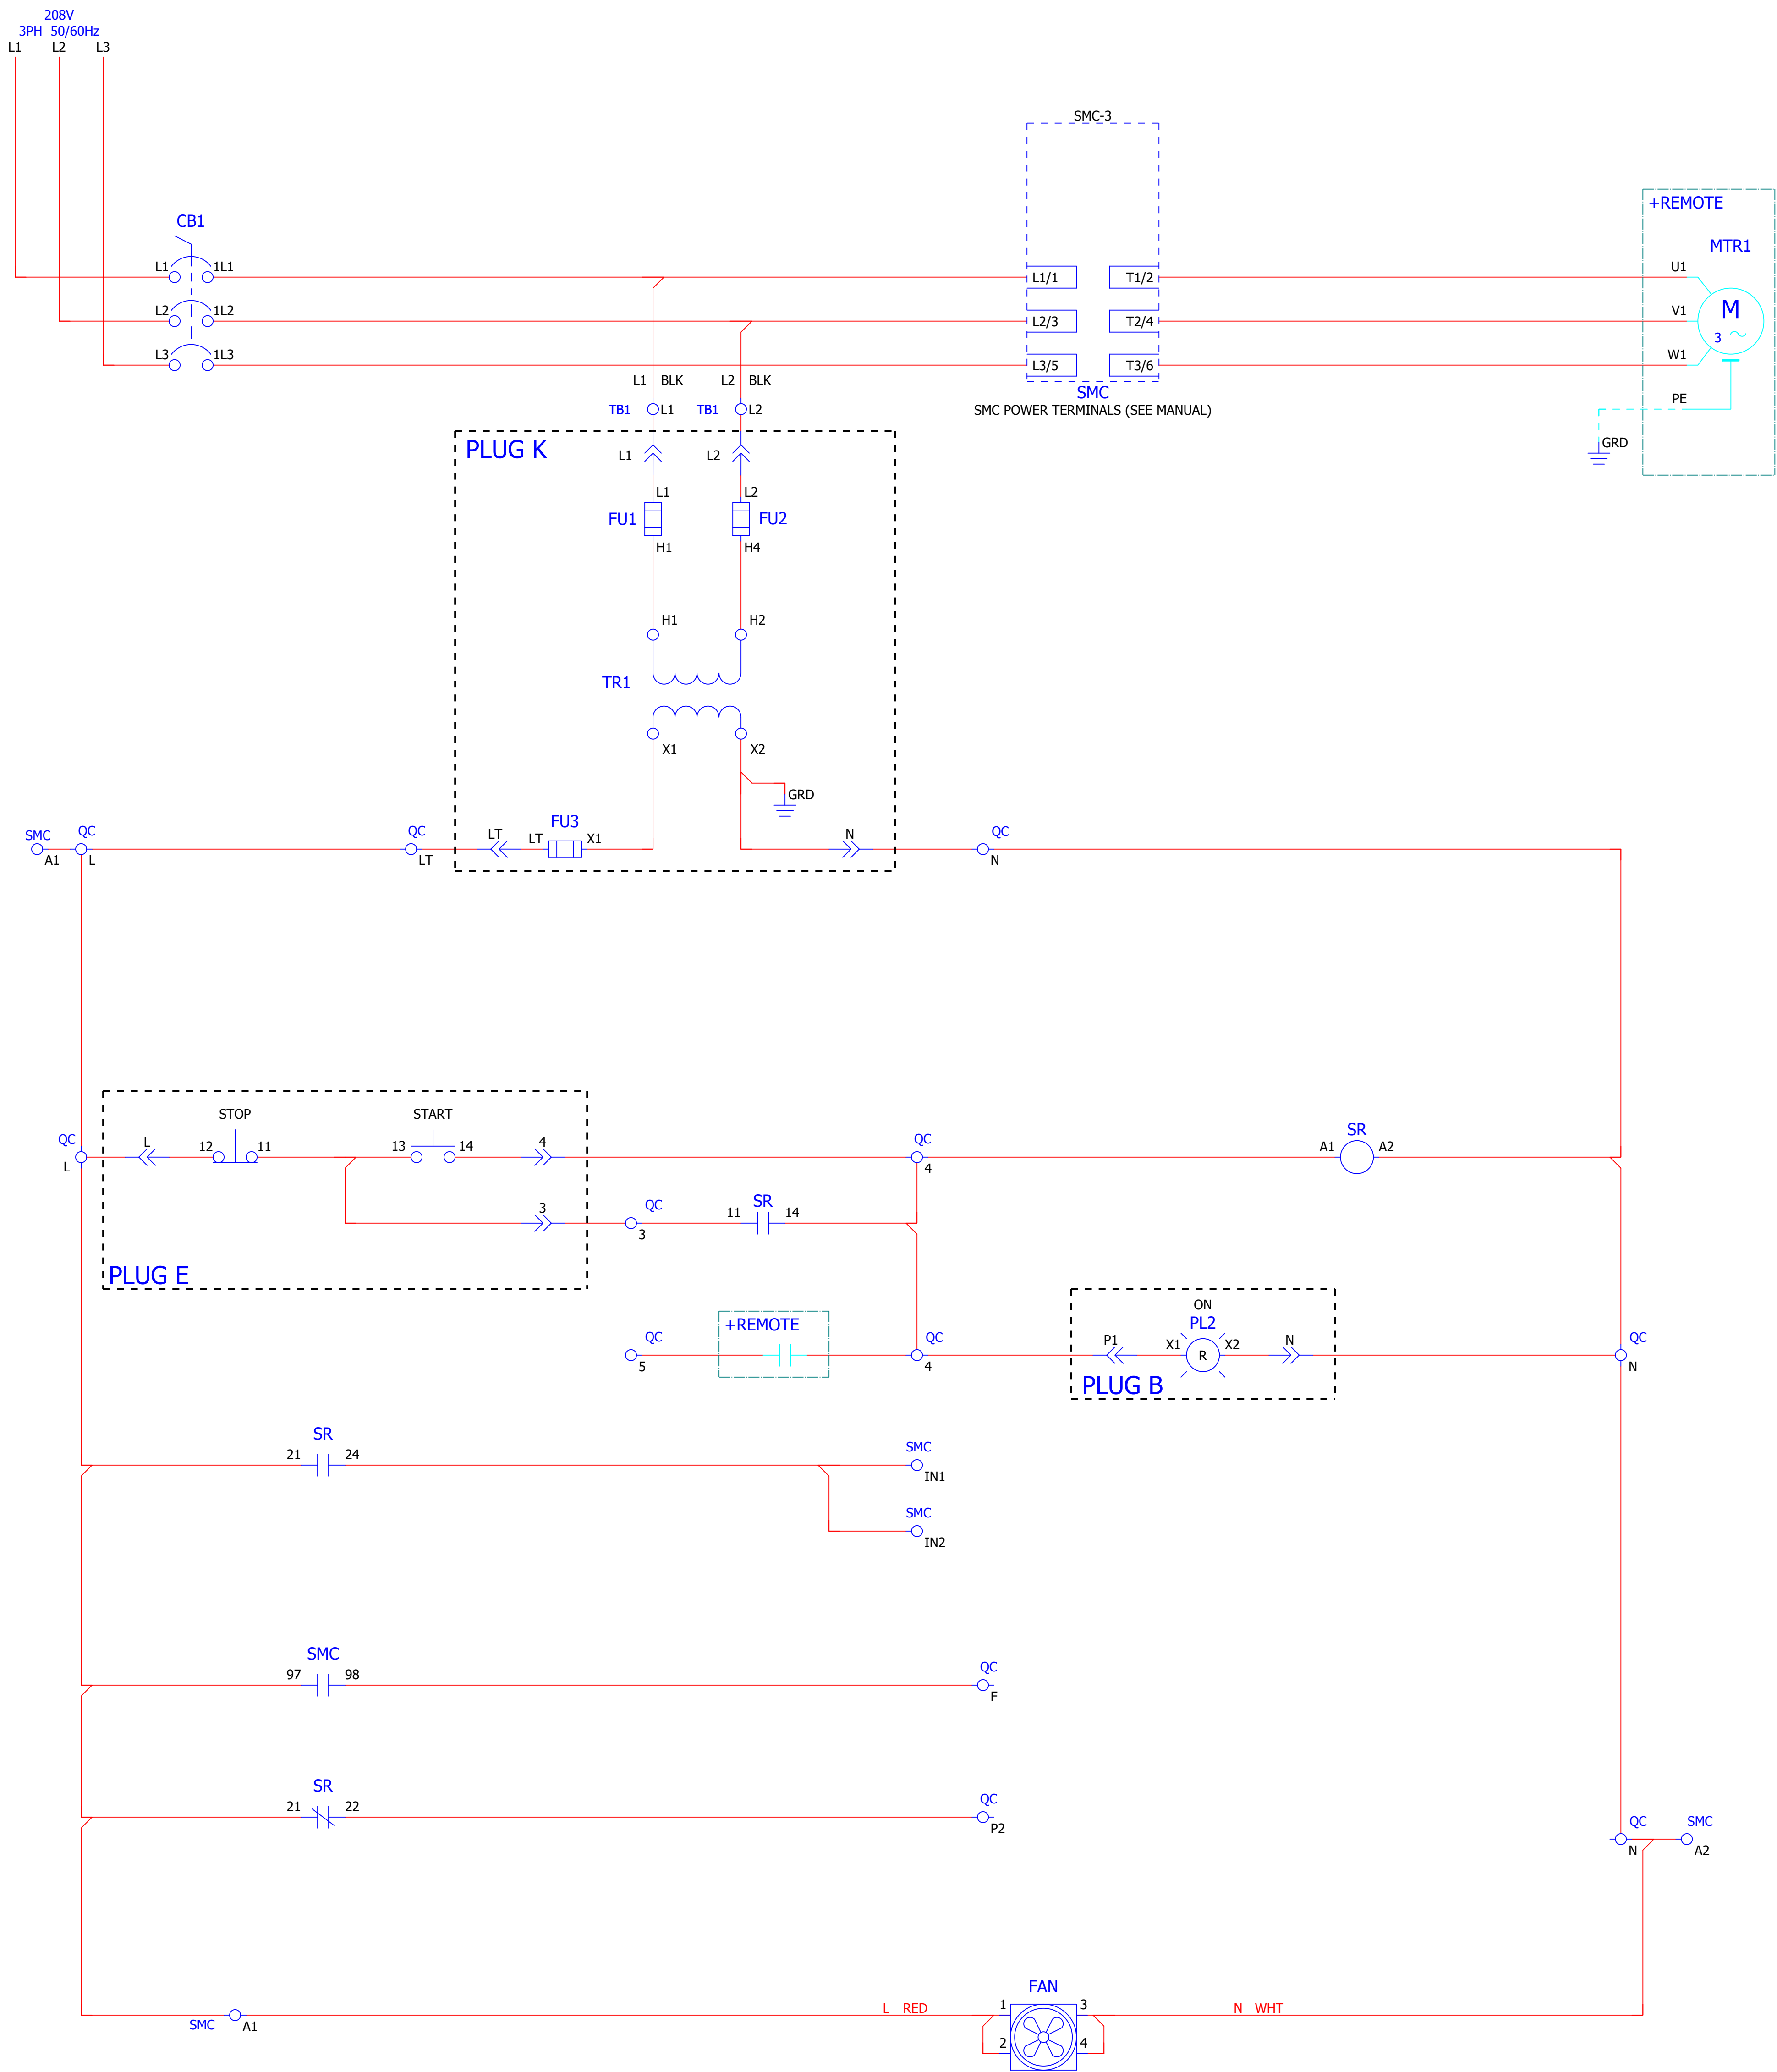 208V
3PH 50/60Hz
L1 L2 L3
SMC-3
+REMOTE
MTR1
CB1
L1 1L1 L1/1 T1/2 U1
L2 1L2 L2/3 T2/4 V1
M
3
L3 1L3 L3/5 T3/6 W1
L1 BLK L2 BLK
SMC
SMC POWER TERMINALS (SEE MANUAL)
PE
GRD
TB1 L1 TB1 L2
PLUG K
L1 L2
L1 L2
FU1 FU2
H1 H4
H1 H2
TR1
X1 X2
GRD
SMC QC QC LT LT FU3 X1 N QC
A1 L LT N
STOP START
QC L 12 11 13 14 4 QC A1 SR A2
L 4
3 QC 11 SR 14
3
PLUG E
+REMOTE
QC QC
5 4
ON
PL2
P1 X1 R X2 N QC
N
PLUG B
SR
21 24 SMC
IN1
SMC
IN2
SMC
97 98 QC
F
SR
21 22 QC
P2
QC SMC
N A2
FAN
L RED 1 3 N WHT
SMC A1
2 4